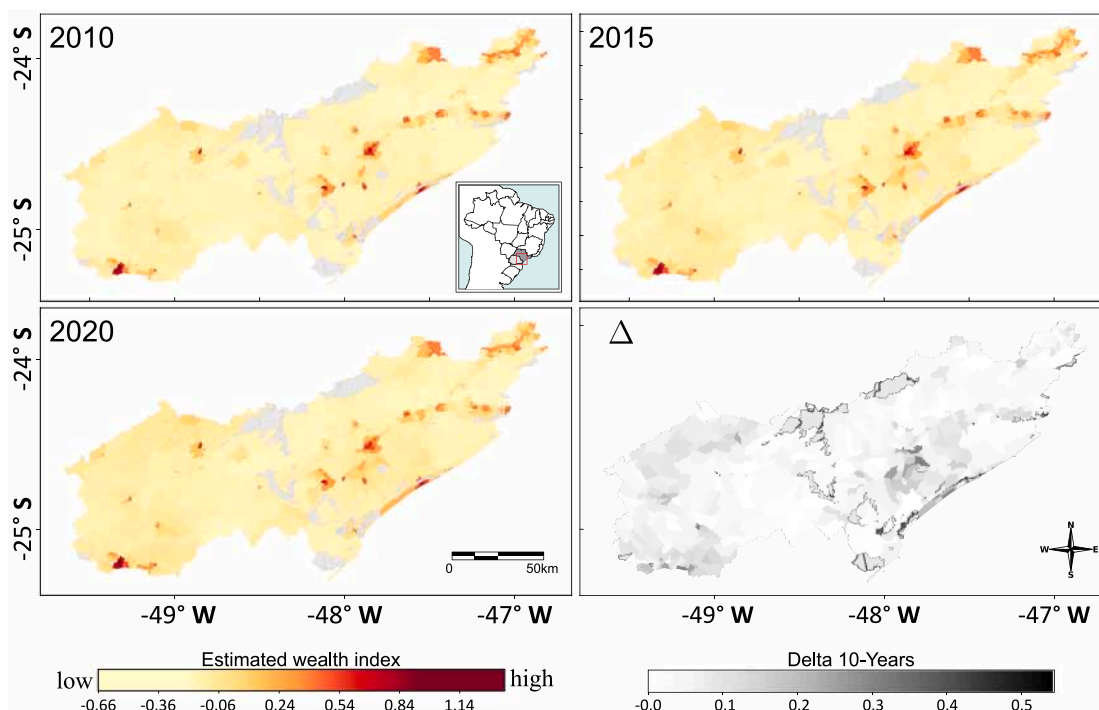 2010
2015
-24° S
-25° S
2020
Δ
-24° S
-25° S
0 50km
N
W E
S
-49° W -48° W -47° W
-49° W -48° W -47° W
Estimated wealth index
low high
-0.66 -0.36 -0.06 0.24 0.54 0.84 1.14
Delta 10-Years
-0.0 0.1 0.2 0.3 0.4 0.5